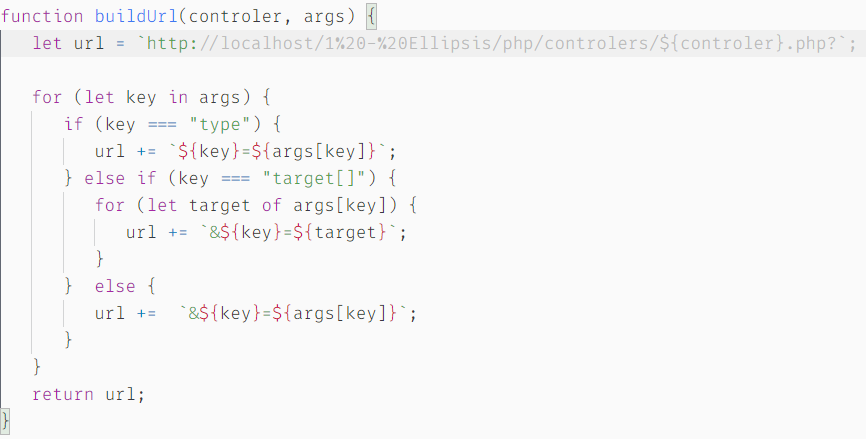 function buildUrl(controler, args) {
let url = `http://localhost/1%20-%20Ellipsis/php/controlers/${controler}.php?`;
for (let key in args) {
if (key === "type") {
url += `${key}=${args[key]}`;
} else if (key === "target[]") {
for (let target of args[key]) {
url += `&${key}=${target}`;
}
} else {
url += `&${key}=${args[key]}`;
}
}
return url;
}